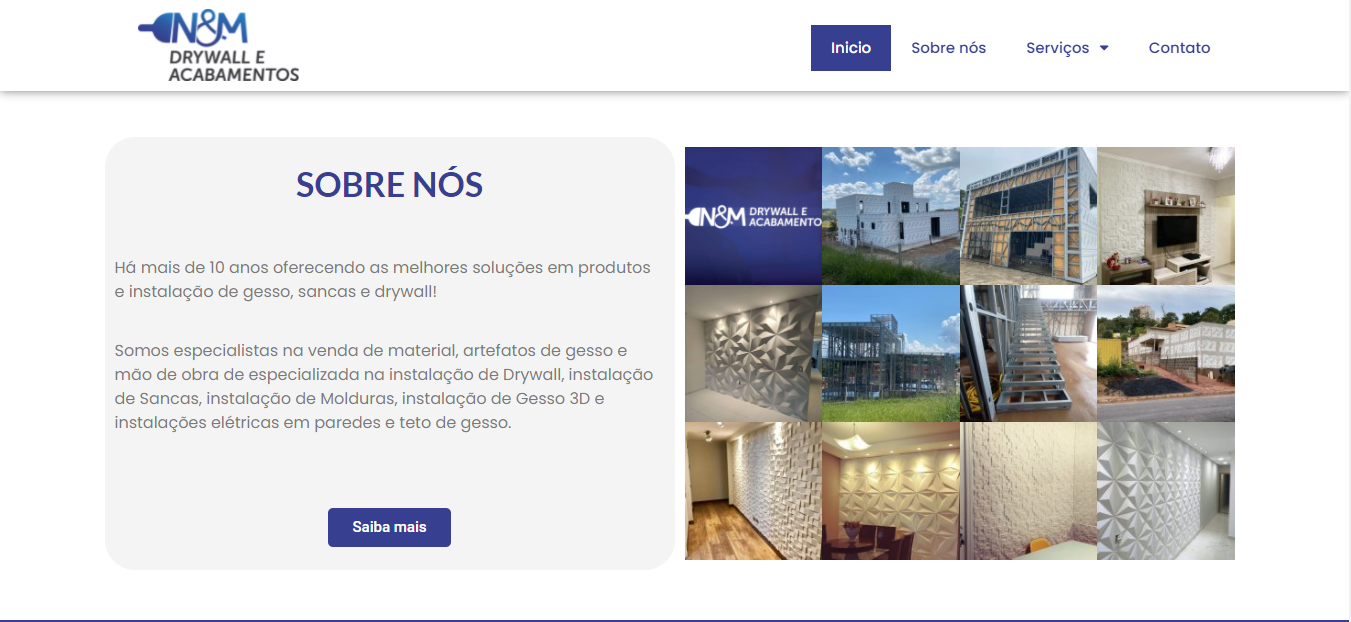 N&M
DRYWALL E
ACABAMENTOS
Inicio
Sobre nós
Serviços
Contato
SOBRE NÓS
Há mais de 10 anos oferecendo as melhores soluções em produtos
e instalação de gesso, sancas e drywall!
Somos especialistas na venda de material, artefatos de gesso e
mão de obra de especializada na instalação de Drywall, instalação
de Sancas, instalação de Molduras, instalação de Gesso 3D e
instalações elétricas em paredes e teto de gesso.
Saiba mais
N&M DRYWALL E
ACABAMENTO